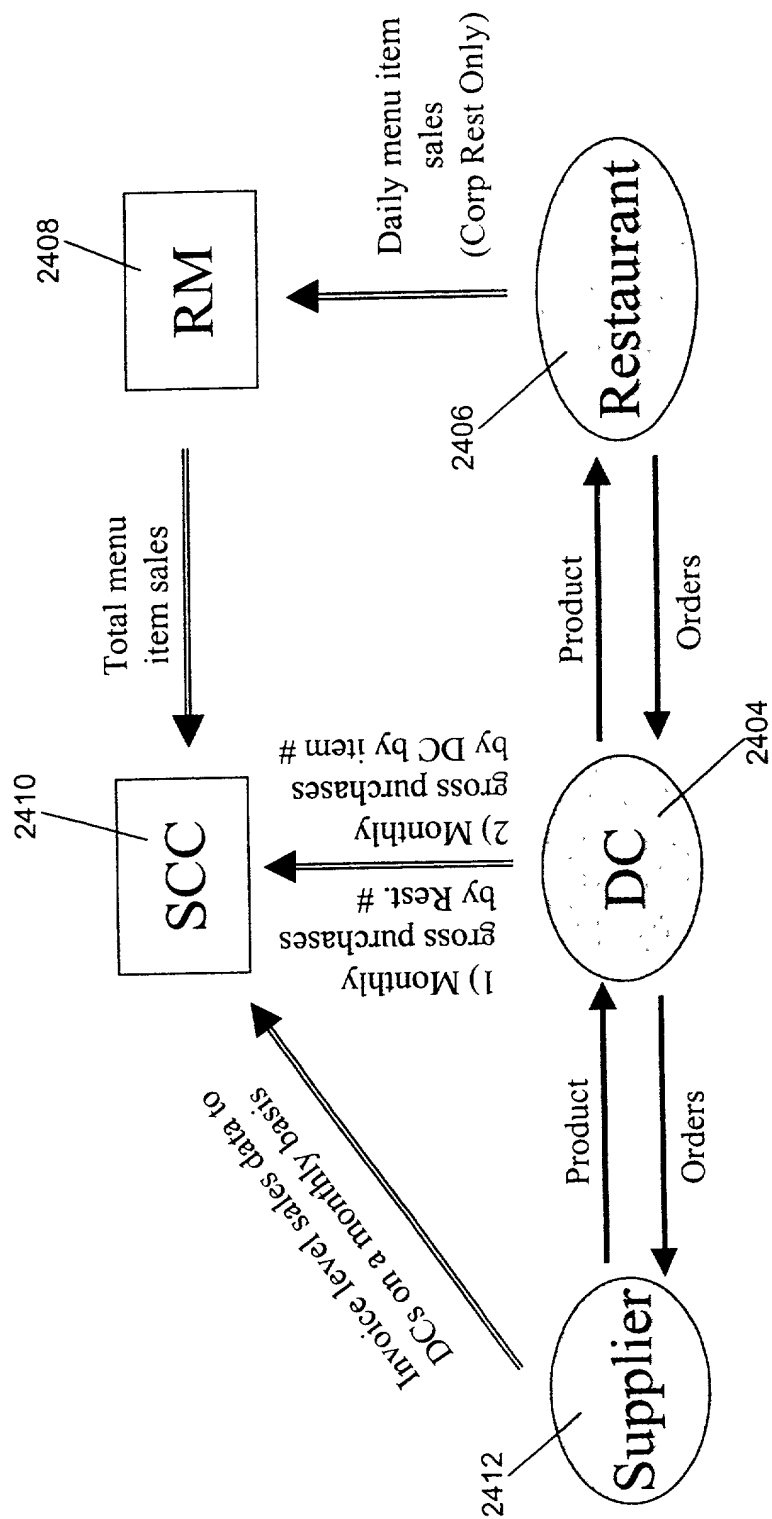 2410
SCC
2408
RM
Total menu
item sales
Daily menu item
sales
(Corp Rest Only)
Invoice level sales data to
DCs on a monthly basis
1) Monthly
gross purchases
by Rest. #
2) Monthly
gross purchases
by DC by item #
2412
Supplier
Product
Orders
DC
2404
Product
Orders
2406
Restaurant